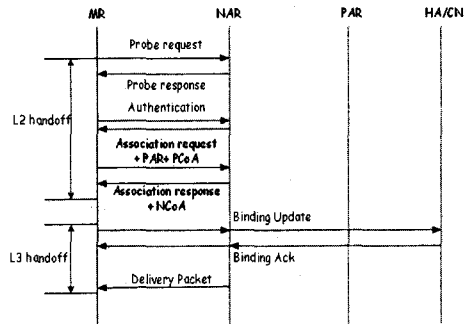 MR NAR PAR HA/CN
Probe request
Probe response
Authentication
L2 handoff
Association request
+ PAR+ PCoA
Association response
+NCoA
Binding Update
L3 handoff
Binding Ack
Delivery Packet